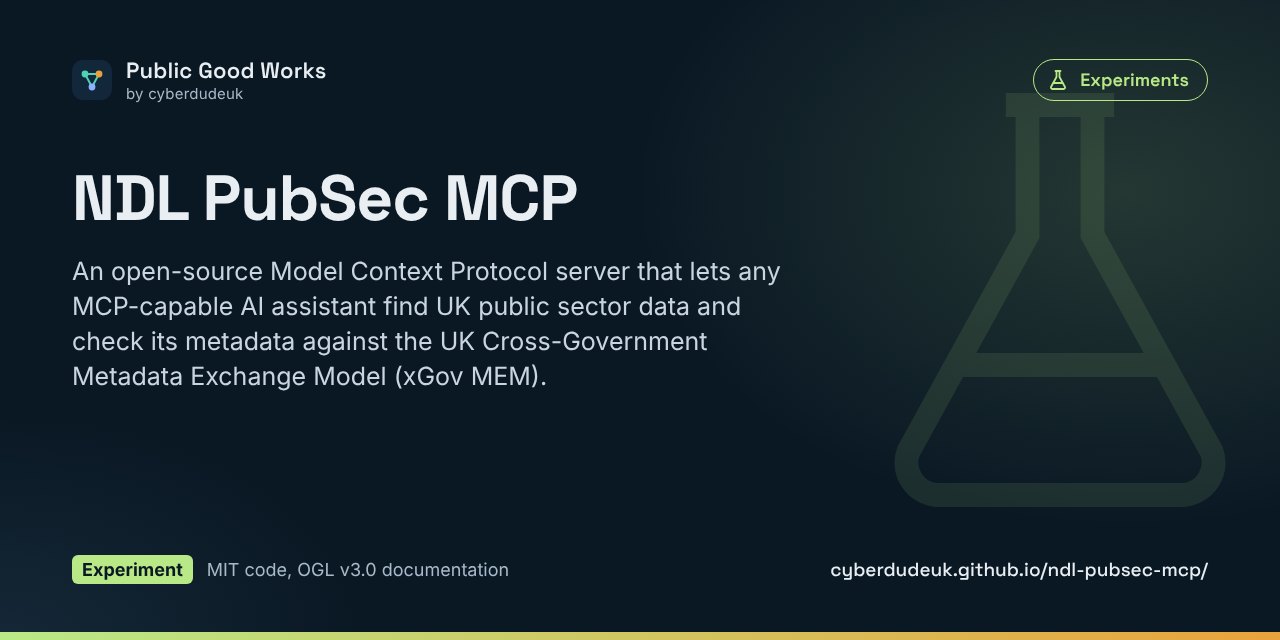 Public Good Works
by cyberdudeuk
Experiments
NDL PubSec MCP
An open-source Model Context Protocol server that lets any
MCP-capable AI assistant find UK public sector data and
check its metadata against the UK Cross-Government
Metadata Exchange Model (xGov MEM).
Experiment
MIT code, OGL v3.0 documentation
cyberdudeuk.github.io/ndl-pubsec-mcp/